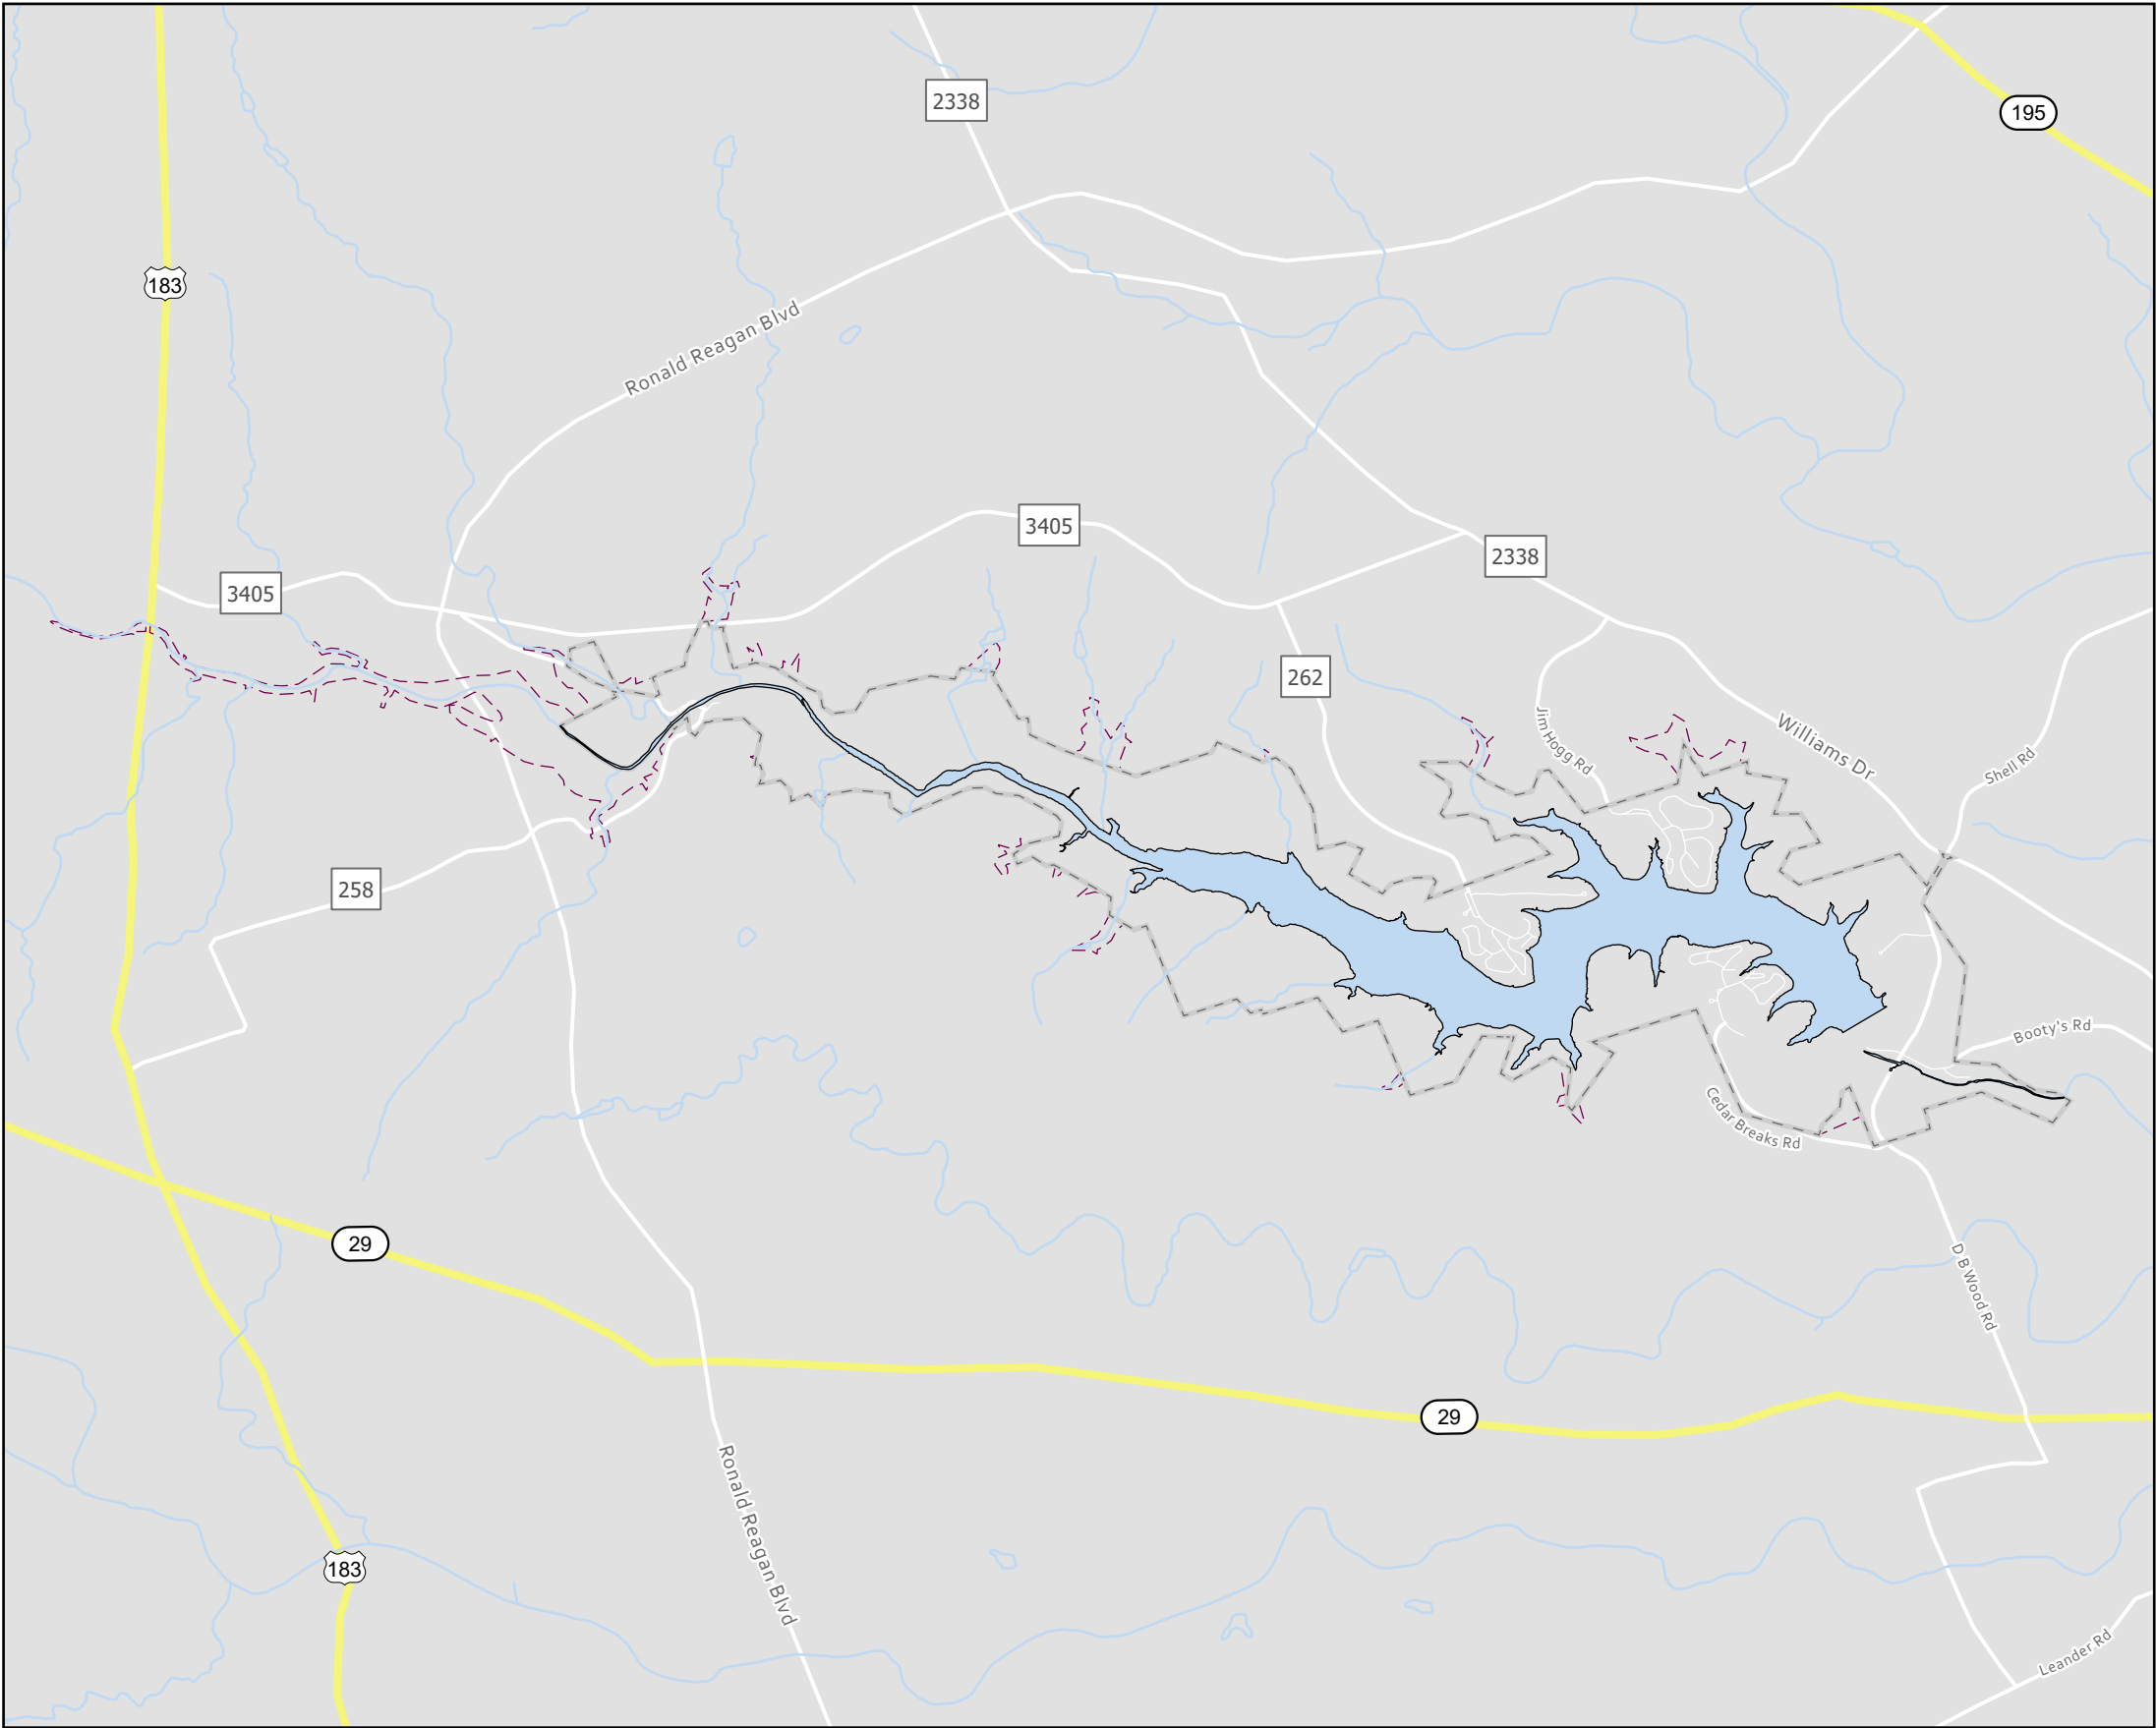 2338
195
183
Ronald Reagan Blvd
3405
2338
3405
262
Jim Hogg Rd
Williams Dr
Shell Rd
258
Booty's Rd
Cedar Breaks Rd
29
D B Wood Rd
29
Ronald Reagan Blvd
183
Leander Rd